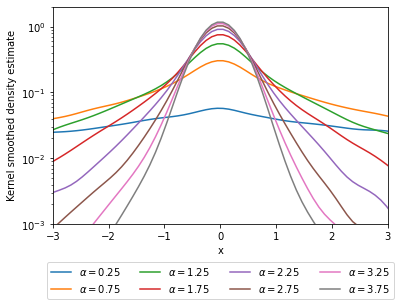 Kernel smoothed density estimate
10⁰
10⁻¹
10⁻²
10⁻³
−3 −2 −1 0 1 2 3
x
α = 0.25 α = 1.25 α = 2.25 α = 3.25
α = 0.75 α = 1.75 α = 2.75 α = 3.75